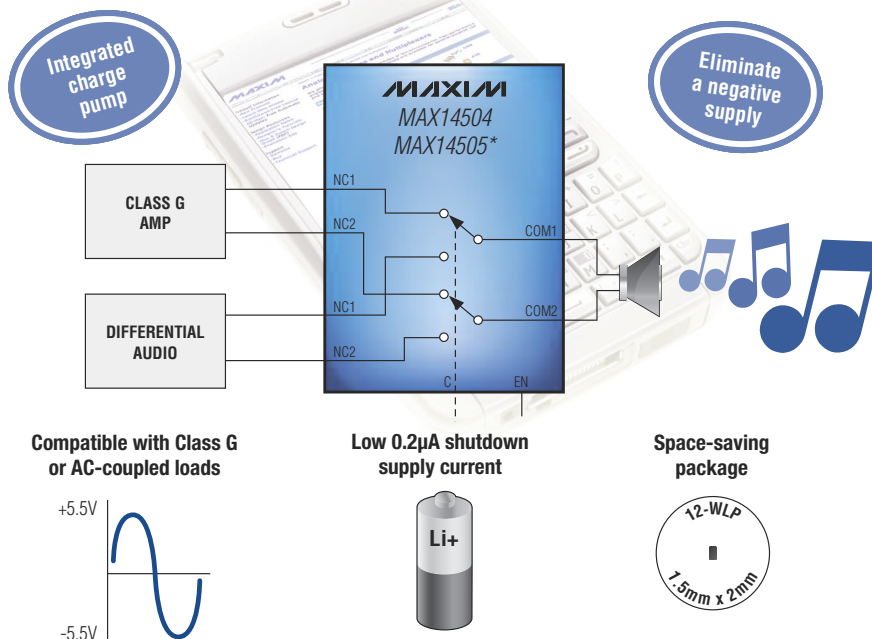 Integrated
charge
pump
Eliminate
a negative
supply
MAXIM
MAXIM
MAX14504
MAX14505*
CLASS G
AMP
NC1
NC2
COM1
DIFFERENTIAL
AUDIO
NC1
NC2
COM2
C
EN
Compatible with Class G
or AC-coupled loads
Low 0.2µA shutdown
supply current
Space-saving
package
+5.5V
-5.5V
Li+
12-WLP
1.5mm x 2mm